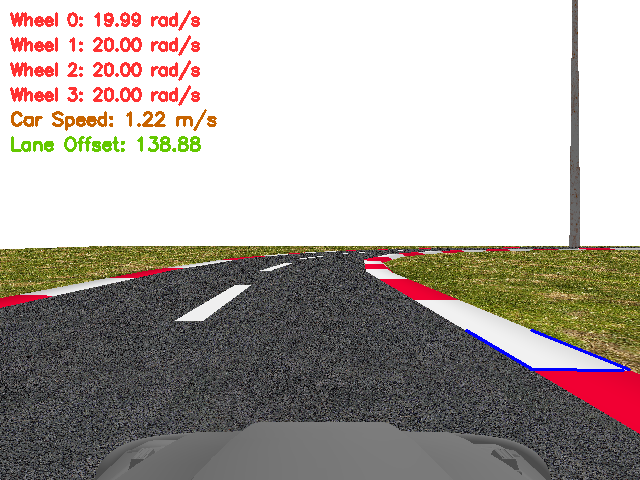 Wheel 0: 19.99 rad/s
Wheel 1: 20.00 rad/s
Wheel 2: 20.00 rad/s
Wheel 3: 20.00 rad/s
Car Speed: 1.22 m/s
Lane Offset: 138.88